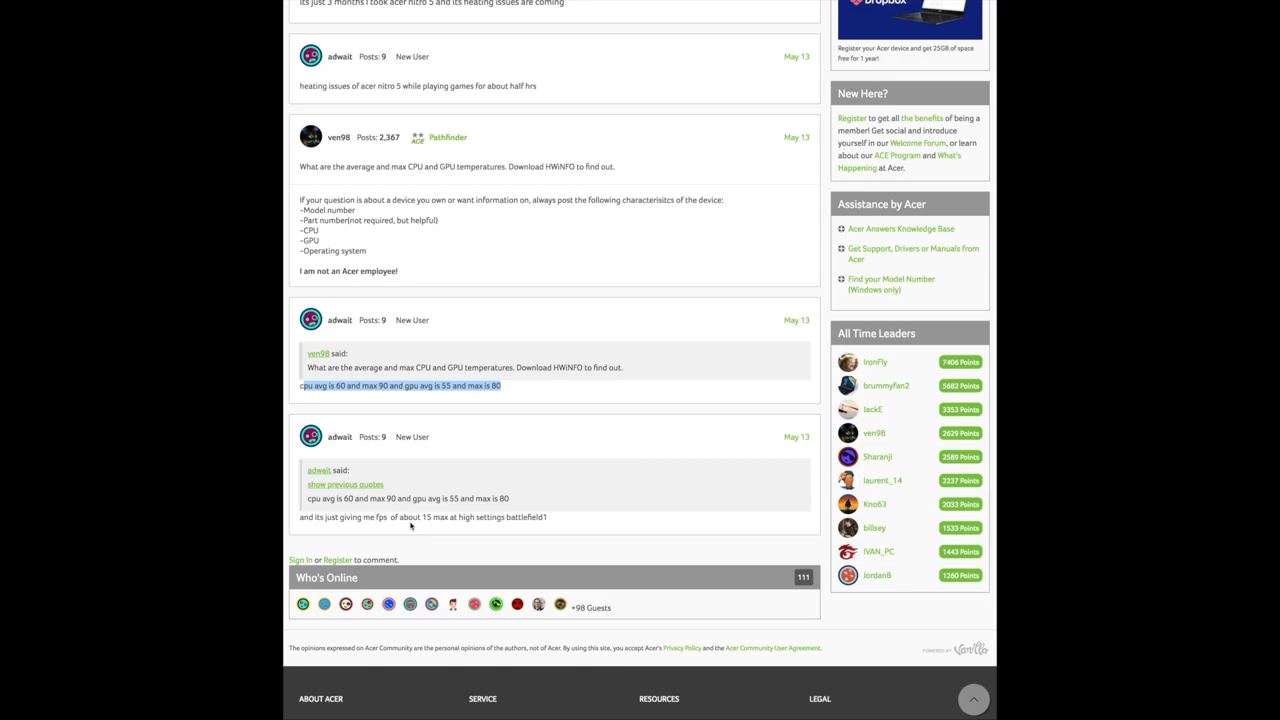 its just 3 months I took acer nitro 5 and its heating issues are coming
adwait Posts: 9 New User May 13
heating issues of acer nitro 5 while playing games for about half hrs
ven98 Posts: 2,367 ACE Pathfinder May 13
What are the average and max CPU and GPU temperatures. Download HWiNFO to find out.
If your question is about a device you own or want information on, always post the following characterisitcs of the device:
-Model number
-Part number(not required, but helpful)
-CPU
-GPU
-Operating system
I am not an Acer employee!
adwait Posts: 9 New User May 13
ven98 said:
What are the average and max CPU and GPU temperatures. Download HWiNFO to find out.
cpu avg is 60 and max 90 and gpu avg is 55 and max is 80
adwait Posts: 9 New User May 13
adwait said:
show previous quotes
cpu avg is 60 and max 90 and gpu avg is 55 and max is 80
and its just giving me fps of about 15 max at high settings battlefield1
Sign In or Register to comment.
Who's Online 111
+98 Guests
Dropbox
Register your Acer device and get 25GB of space
free for 1 year!
New Here?
Register to get all the benefits of being a
member! Get social and introduce
yourself in our Welcome Forum, or learn
about our ACE Program and What's
Happening at Acer.
Assistance by Acer
Acer Answers Knowledge Base
Get Support, Drivers or Manuals from
Acer
Find your Model Number
(Windows only)
All Time Leaders
IronFly 7406 Points
brummyfan2 5682 Points
JackE 3353 Points
ven98 2629 Points
Sharanji 2589 Points
laurent_14 2237 Points
Kno63 2033 Points
billsey 1533 Points
IVAN_PC 1443 Points
JordanB 1260 Points
The opinions expressed on Acer Community are the personal opinions of the authors, not of Acer. By using this site, you accept Acer's Privacy Policy and the Acer Community User Agreement.
POWERED BY Vanilla
ABOUT ACER SERVICE RESOURCES LEGAL